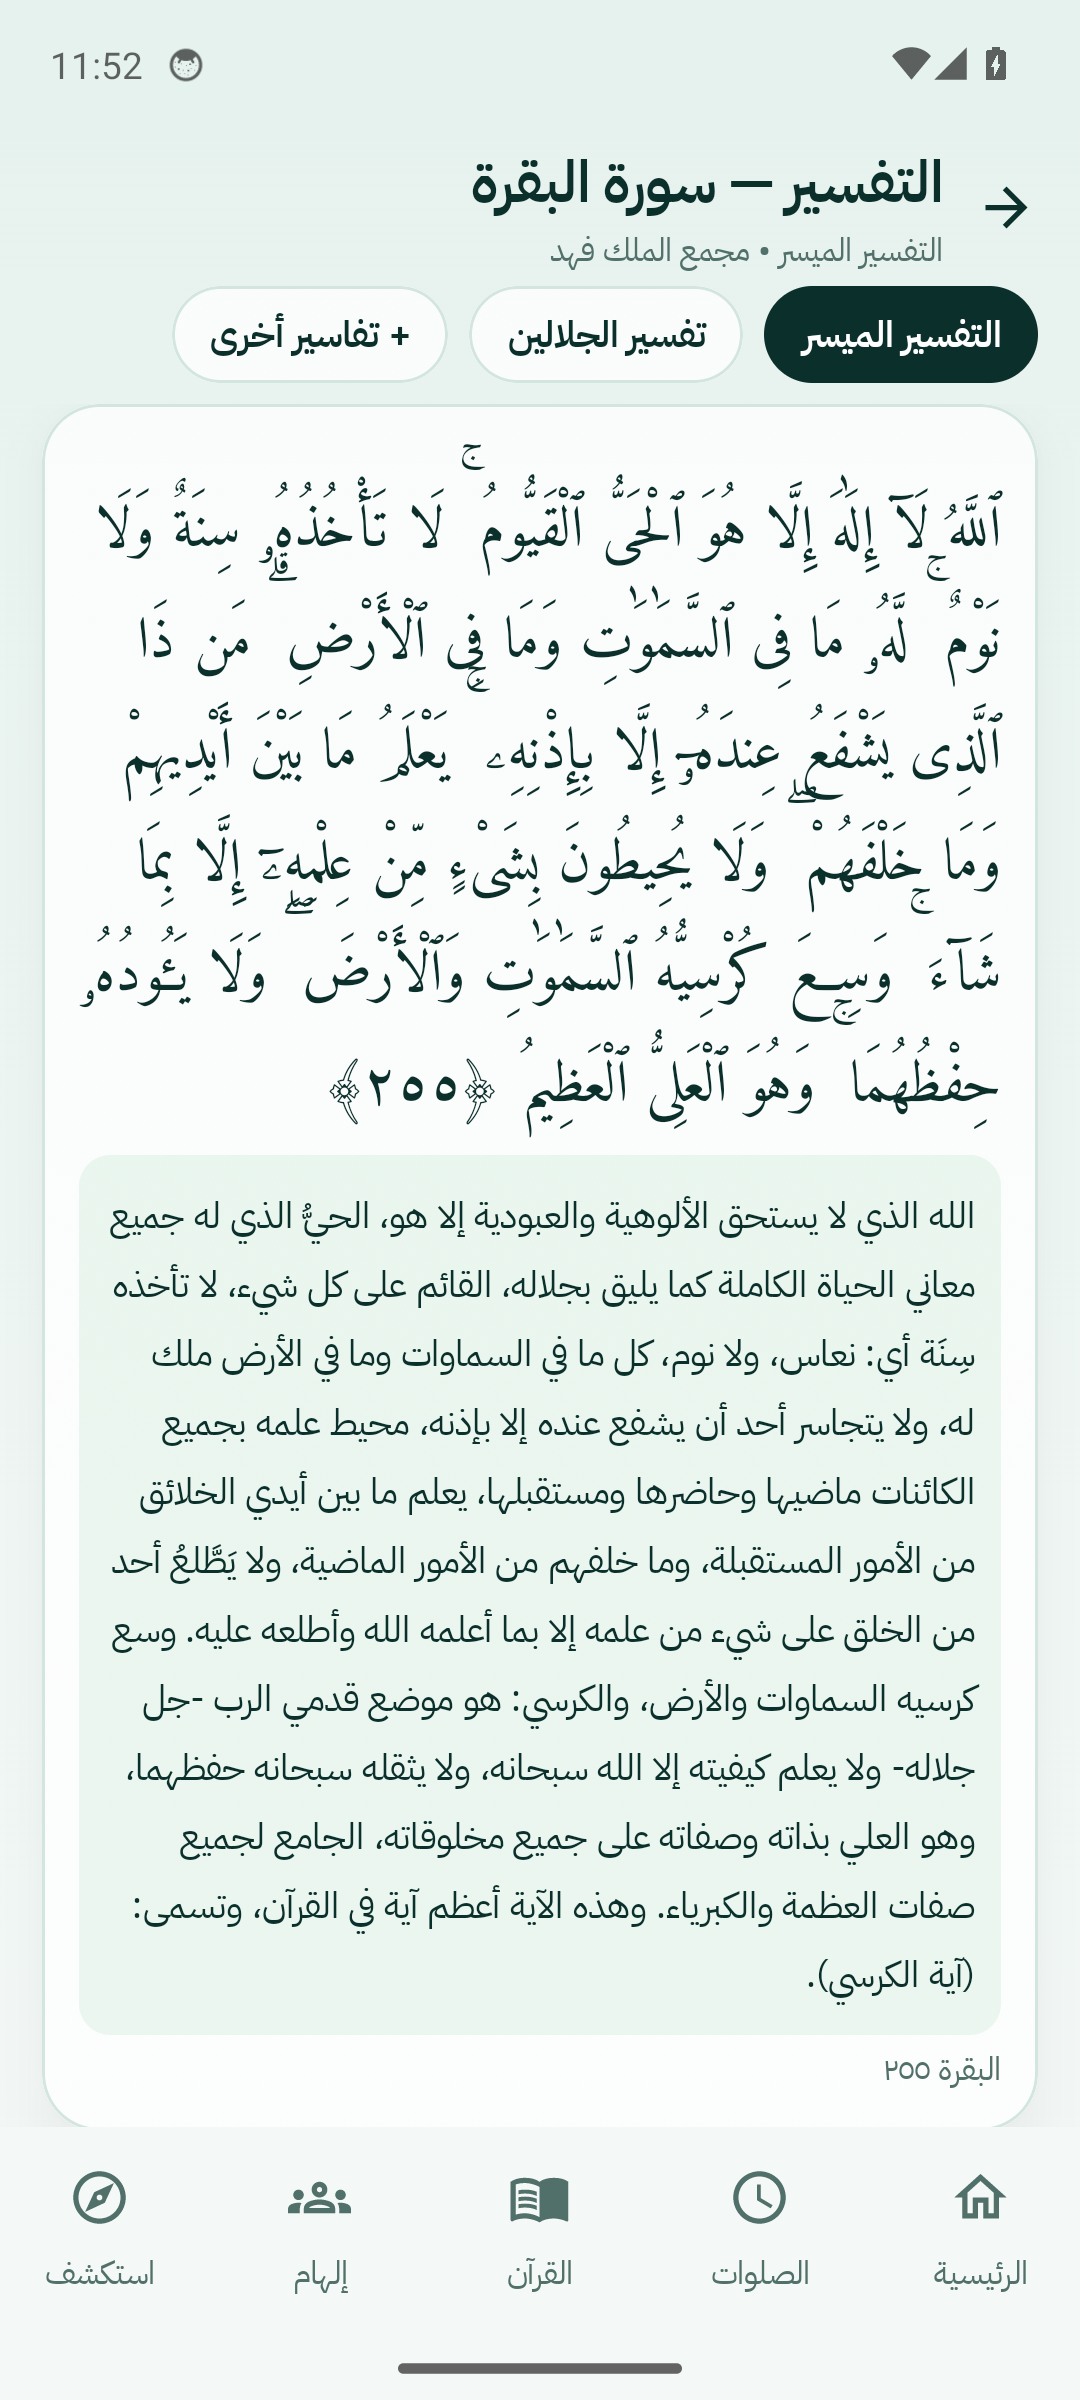 11:52
التفسير — سورة البقرة
التفسير الميسر • مجمع الملك فهد
التفسير الميسر
تفسير الجلالين
+ تفاسير أخرى
ٱللَّهُ لَآ إِلَٰهَ إِلَّا هُوَ ٱلْحَىُّ ٱلْقَيُّومُ ۚ لَا تَأْخُذُهُۥ سِنَةٌ وَلَا
نَوْمٌ ۚ لَّهُۥ مَا فِى ٱلسَّمَٰوَٰتِ وَمَا فِى ٱلْأَرْضِ ۗ مَن ذَا
ٱلَّذِى يَشْفَعُ عِندَهُۥٓ إِلَّا بِإِذْنِهِۦ ۚ يَعْلَمُ مَا بَيْنَ أَيْدِيهِمْ
وَمَا خَلْفَهُمْ ۖ وَلَا يُحِيطُونَ بِشَىْءٍ مِّنْ عِلْمِهِۦٓ إِلَّا بِمَا
شَآءَ ۚ وَسِعَ كُرْسِيُّهُ ٱلسَّمَٰوَٰتِ وَٱلْأَرْضَ ۖ وَلَا يَـُٔودُهُۥ
حِفْظُهُمَا ۚ وَهُوَ ٱلْعَلِىُّ ٱلْعَظِيمُ ﴿٢٥٥﴾
الله الذي لا يستحق الألوهية والعبودية إلا هو، الحيُّ الذي له جميع
معاني الحياة الكاملة كما يليق بجلاله، القائم على كل شيء، لا تأخذه
سِنَة أي: نعاس، ولا نوم، كل ما في السماوات وما في الأرض ملك
له، ولا يتجاسر أحد أن يشفع عنده إلا بإذنه، محيط علمه بجميع
الكائنات ماضيها وحاضرها ومستقبلها، يعلم ما بين أيدي الخلائق
من الأمور المستقبلة، وما خلفهم من الأمور الماضية، ولا يَطَّلعُ أحد
من الخلق على شيء من علمه إلا بما أعلمه الله وأطلعه عليه. وسع
كرسيه السماوات والأرض، والكرسي: هو موضع قدمي الرب -جل
جلاله- ولا يعلم كيفيته إلا الله سبحانه، ولا يثقله سبحانه حفظهما،
وهو العلي بذاته وصفاته على جميع مخلوقاته، الجامع لجميع
صفات العظمة والكبرياء. وهذه الآية أعظم آية في القرآن، وتسمى:
(آية الكرسي).
البقرة ٢٥٥
الرئيسية
الصلوات
القرآن
إلهام
استكشف